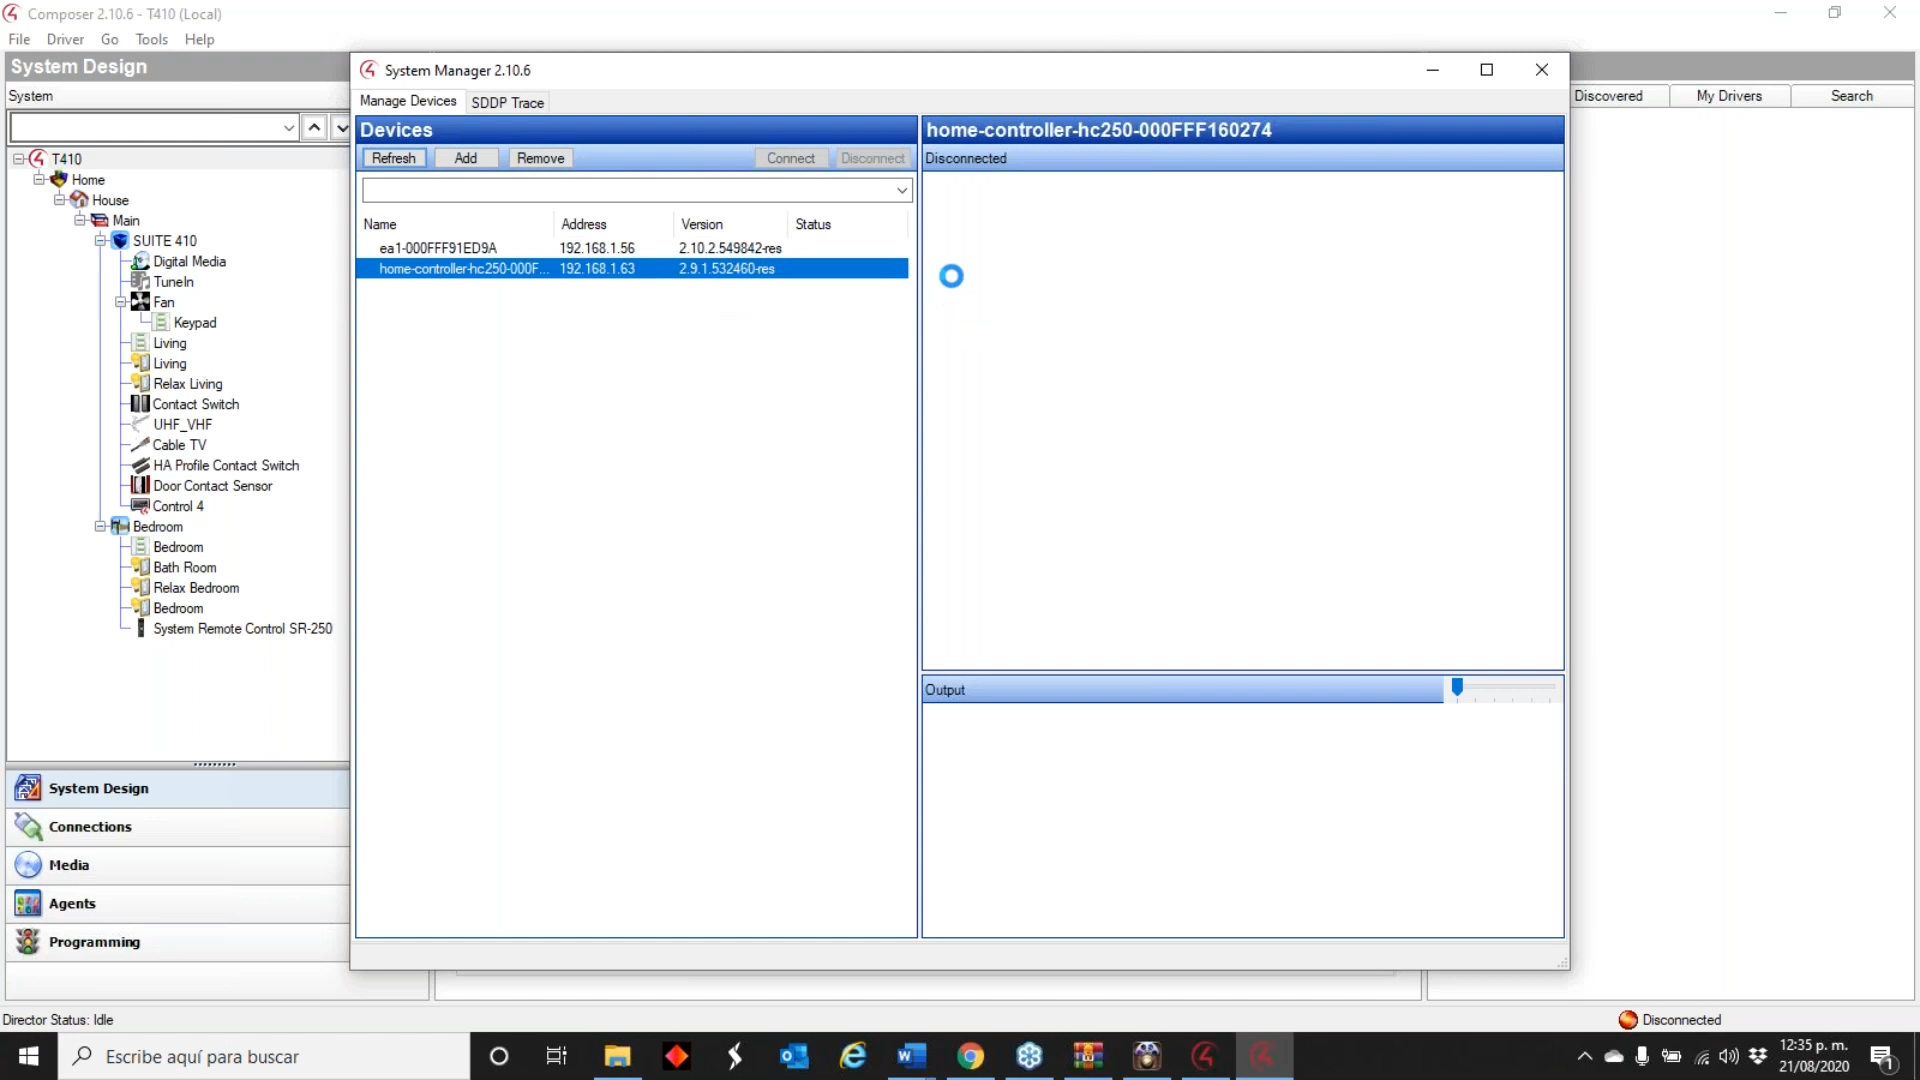 Composer 2.10.6 - T410 (Local)
File Driver Go Tools Help
System Design
System
T410
Home
House
Main
SUITE 410
Digital Media
TuneIn
Fan
Keypad
Living
Living
Relax Living
Contact Switch
UHF_VHF
Cable TV
HA Profile Contact Switch
Door Contact Sensor
Control 4
Bedroom
Bedroom
Bath Room
Relax Bedroom
Bedroom
System Remote Control SR-250
System Design
Connections
Media
Agents
Programming
System Manager 2.10.6
Manage Devices SDDP Trace
Devices
Refresh Add Remove Connect Disconnect
Name Address Version Status
ea1-000FFF91ED9A 192.168.1.56 2.10.2.549842-res
home-controller-hc250-000F... 192.168.1.63 2.9.1.532460-res
home-controller-hc250-000FFF160274
Disconnected
Output
Discovered My Drivers Search
Director Status: Idle
Disconnected
Escribe aquí para buscar
12:35 p. m.
21/08/2020
1